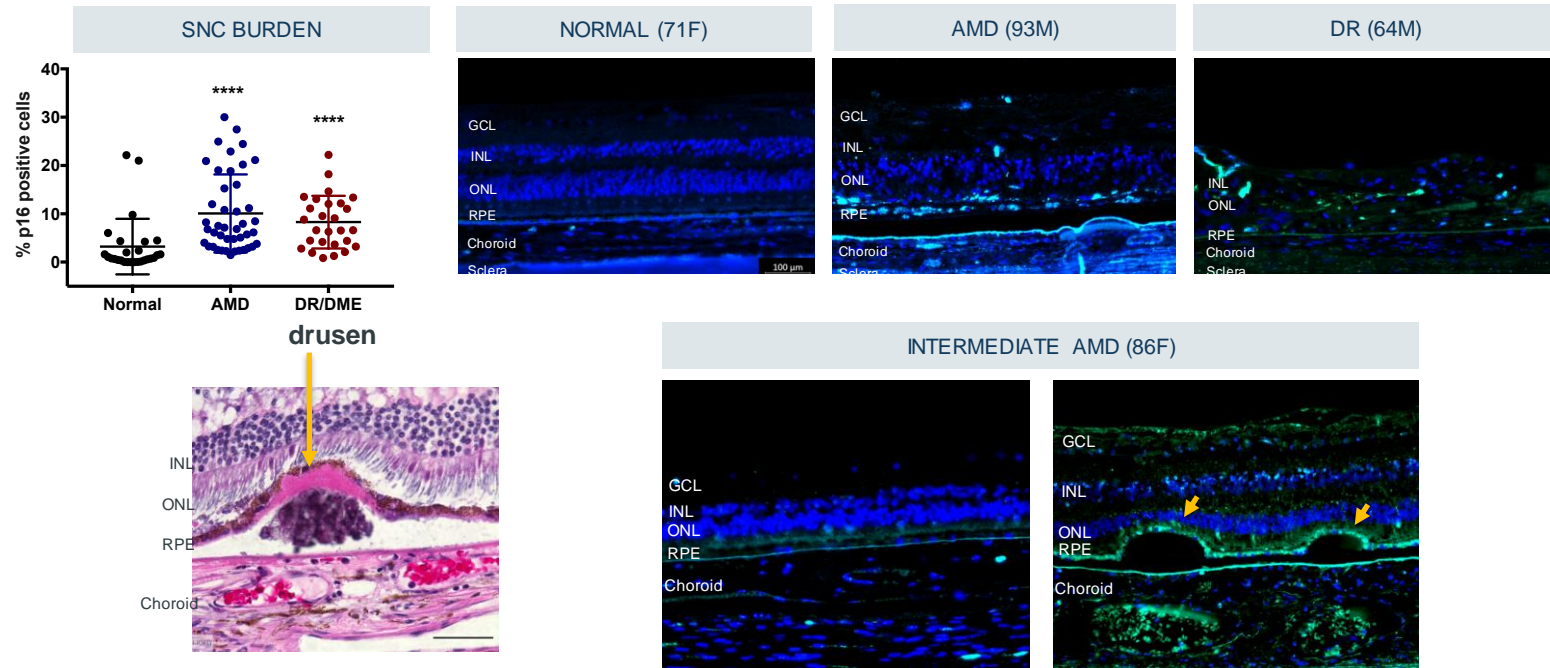 SNC BURDEN
% p16 positive cells
40
30
20
10
0
****
****
Normal
AMD
DR/DME
NORMAL (71F)
GCL
INL
ONL
RPE
Choroid
Sclera
100 µm
AMD (93M)
GCL
INL
ONL
RPE
Choroid
Sclera
DR (64M)
INL
ONL
RPE
Choroid
Sclera
drusen
INL
ONL
RPE
Choroid
INTERMEDIATE AMD (86F)
GCL
INL
ONL
RPE
Choroid
GCL
INL
ONL
RPE
Choroid